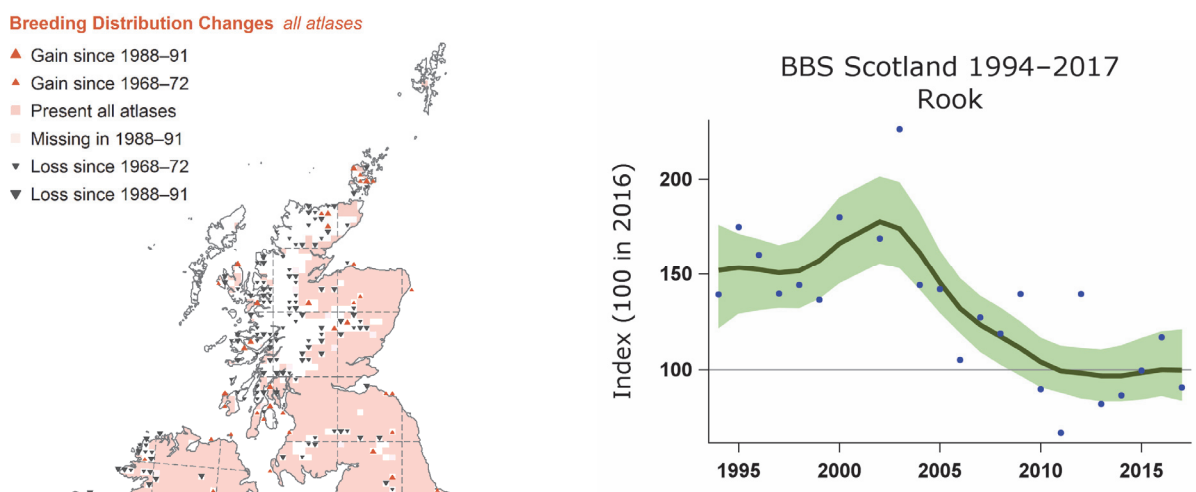 Breeding Distribution Changes all atlases
Gain since 1988–91
Gain since 1968–72
Present all atlases
Missing in 1988–91
Loss since 1968–72
Loss since 1988–91
BBS Scotland 1994–2017
Rook
Index (100 in 2016)
200
150
100
1995
2000
2005
2010
2015